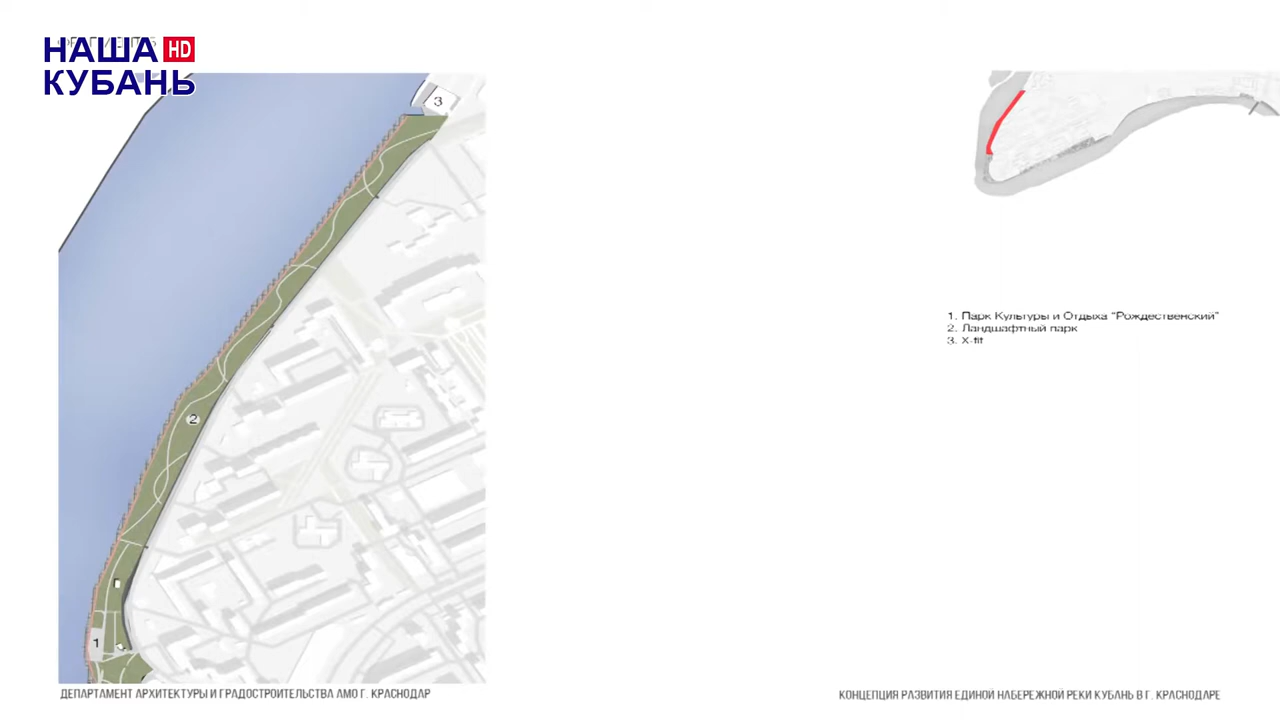 НАША HD
КУБАНЬ
3
1. Парк Культуры и Отдыха "Рождественский"
2. Ландшафтный парк
3. X-fit
2
1
ДЕПАРТАМЕНТ АРХИТЕКТУРЫ И ГРАДОСТРОИТЕЛЬСТВА АМО Г. КРАСНОДАР
КОНЦЕПЦИЯ РАЗВИТИЯ ЕДИНОЙ НАБЕРЕЖНОЙ РЕКИ КУБАНЬ В Г. КРАСНОДАРЕ